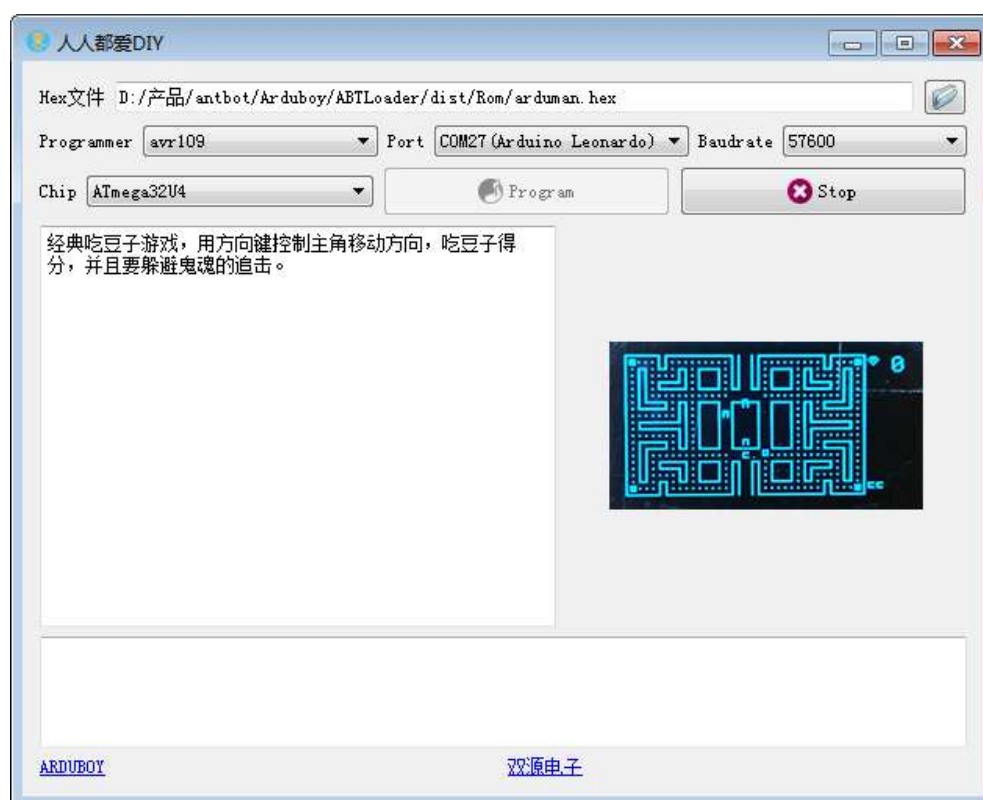 人人都爱DIY
Hex文件 D:/产品/antbot/Arduboy/ABTLoader/dist/Rom/arduman.hex
Programmer avr109 Port COM27(Arduino Leonardo) Baudrate 57600
Chip ATmega32U4 Program Stop
经典吃豆子游戏，用方向键控制主角移动方向，吃豆子得
分，并且要躲避鬼魂的追击。
0
ARDUBOY 双源电子